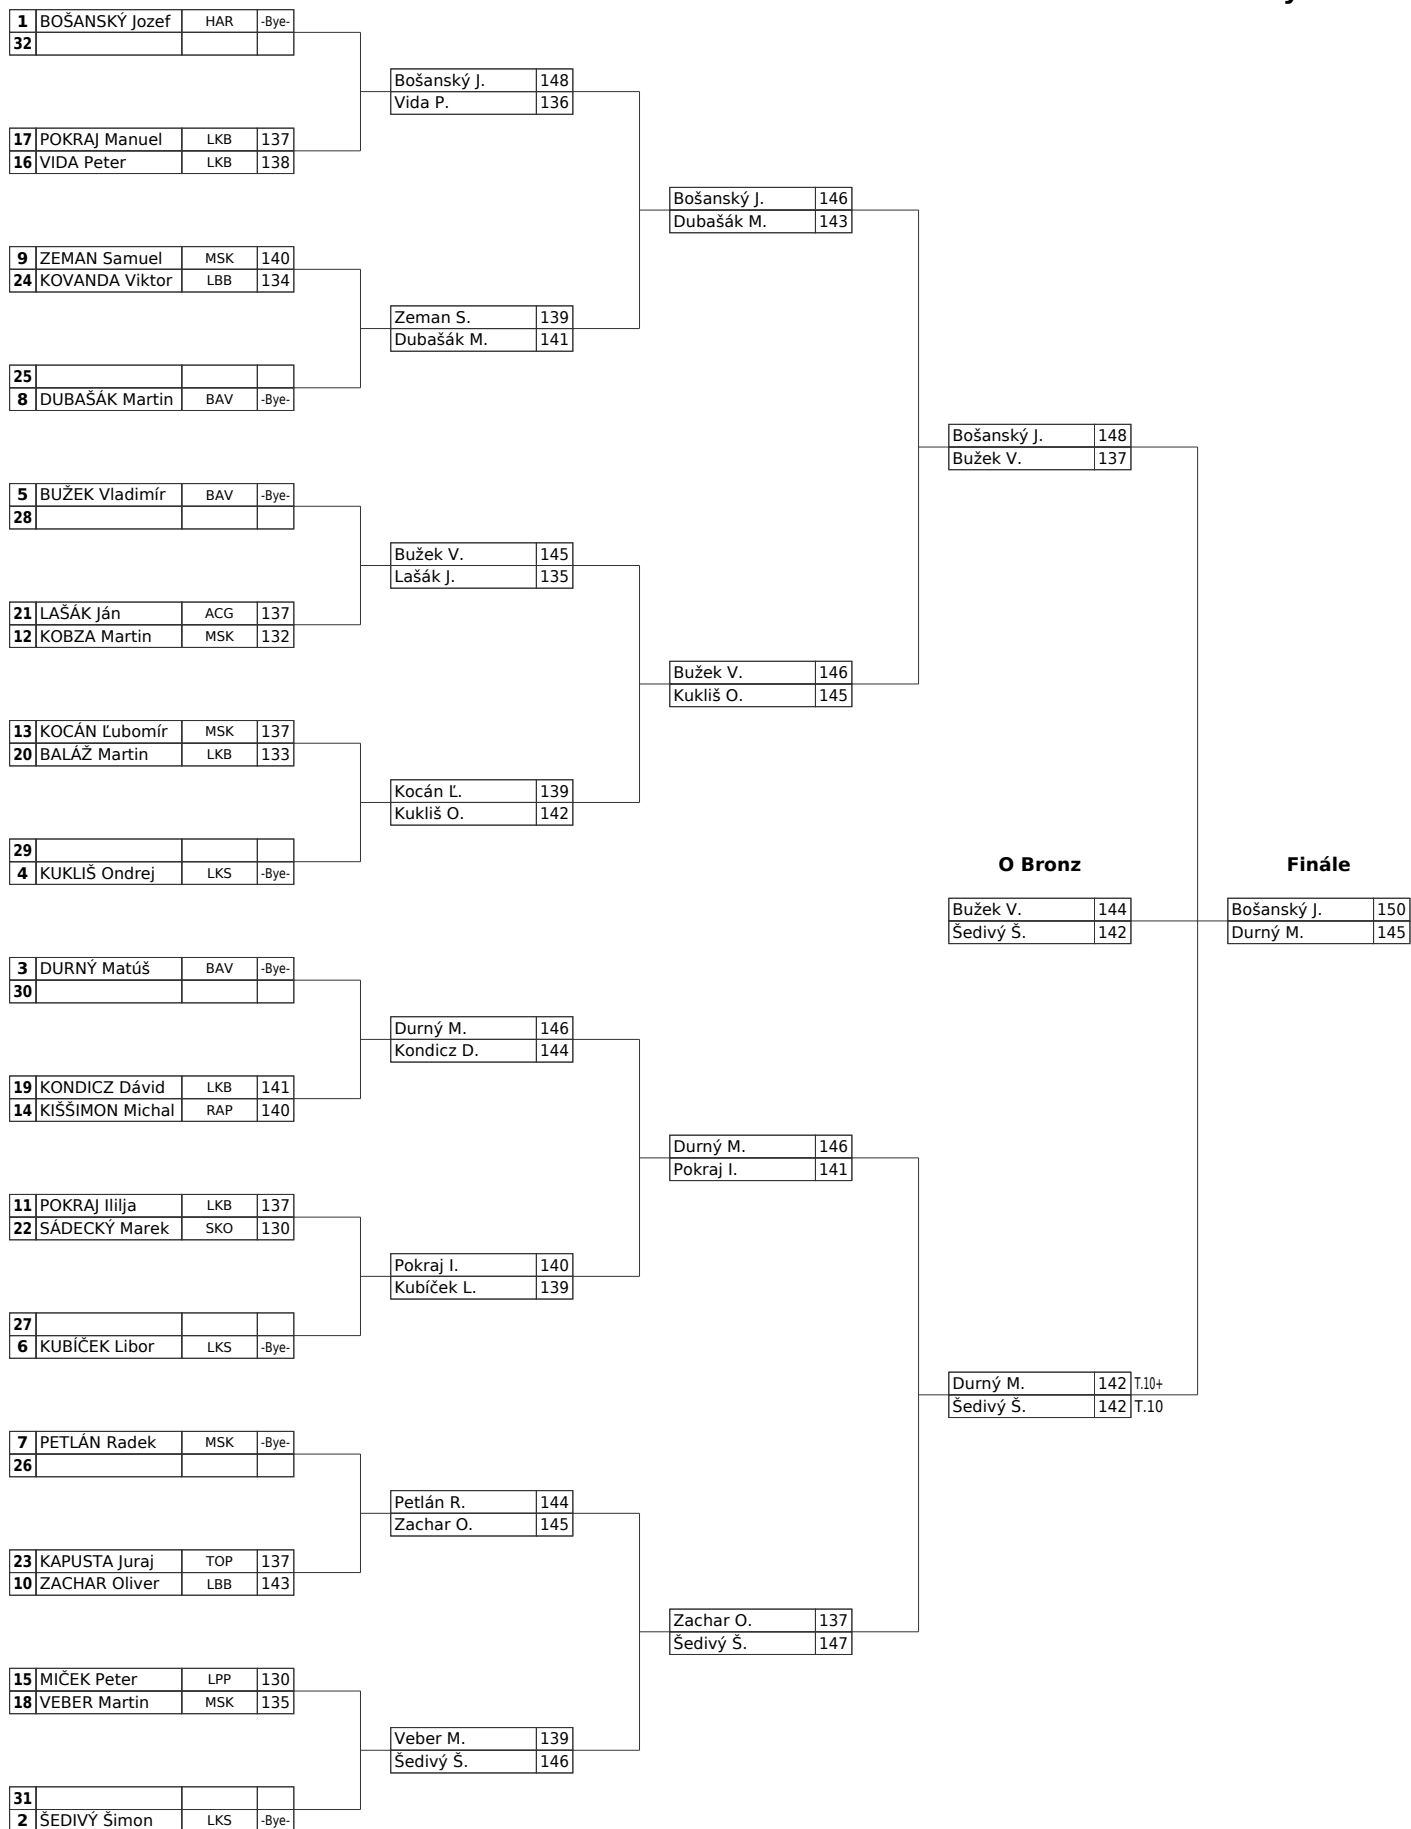 1 BOŠANSKÝ Jozef HAR -Bye-
32
Bošanský J. 148
Vida P. 136
17 POKRAJ Manuel LKB 137
16 VIDA Peter LKB 138
Bošanský J. 146
Dubašák M. 143
9 ZEMAN Samuel MSK 140
24 KOVANDA Viktor LBB 134
Zeman S. 139
Dubašák M. 141
25
8 DUBAŠÁK Martin BAV -Bye-
Bošanský J. 148
Bužek V. 137
5 BUŽEK Vladimír BAV -Bye-
28
Bužek V. 145
Lašák J. 135
21 LAŠÁK Ján ACG 137
12 KOBZA Martin MSK 132
Bužek V. 146
Kukliš O. 145
13 KOCÁN Ľubomír MSK 137
20 BALÁŽ Martin LKB 133
Kocán Ľ. 139
Kukliš O. 142
29
4 KUKLIŠ Ondrej LKS -Bye-
O Bronz Finále
Bužek V. 144 Bošanský J. 150
Šedivý Š. 142 Durný M. 145
3 DURNÝ Matúš BAV -Bye-
30
Durný M. 146
Kondicz D. 144
19 KONDICZ Dávid LKB 141
14 KIŠŠIMON Michal RAP 140
Durný M. 146
Pokraj I. 141
11 POKRAJ Ililja LKB 137
22 SÁDECKÝ Marek SKO 130
Pokraj I. 140
Kubíček L. 139
27
6 KUBÍČEK Libor LKS -Bye-
Durný M. 142 T.10+
Šedivý Š. 142 T.10
7 PETLÁN Radek MSK -Bye-
26
Petlán R. 144
Zachar O. 145
23 KAPUSTA Juraj TOP 137
10 ZACHAR Oliver LBB 143
Zachar O. 137
Šedivý Š. 147
15 MIČEK Peter LPP 130
18 VEBER Martin MSK 135
Veber M. 139
Šedivý Š. 146
31
2 ŠEDIVÝ Šimon LKS -Bye-